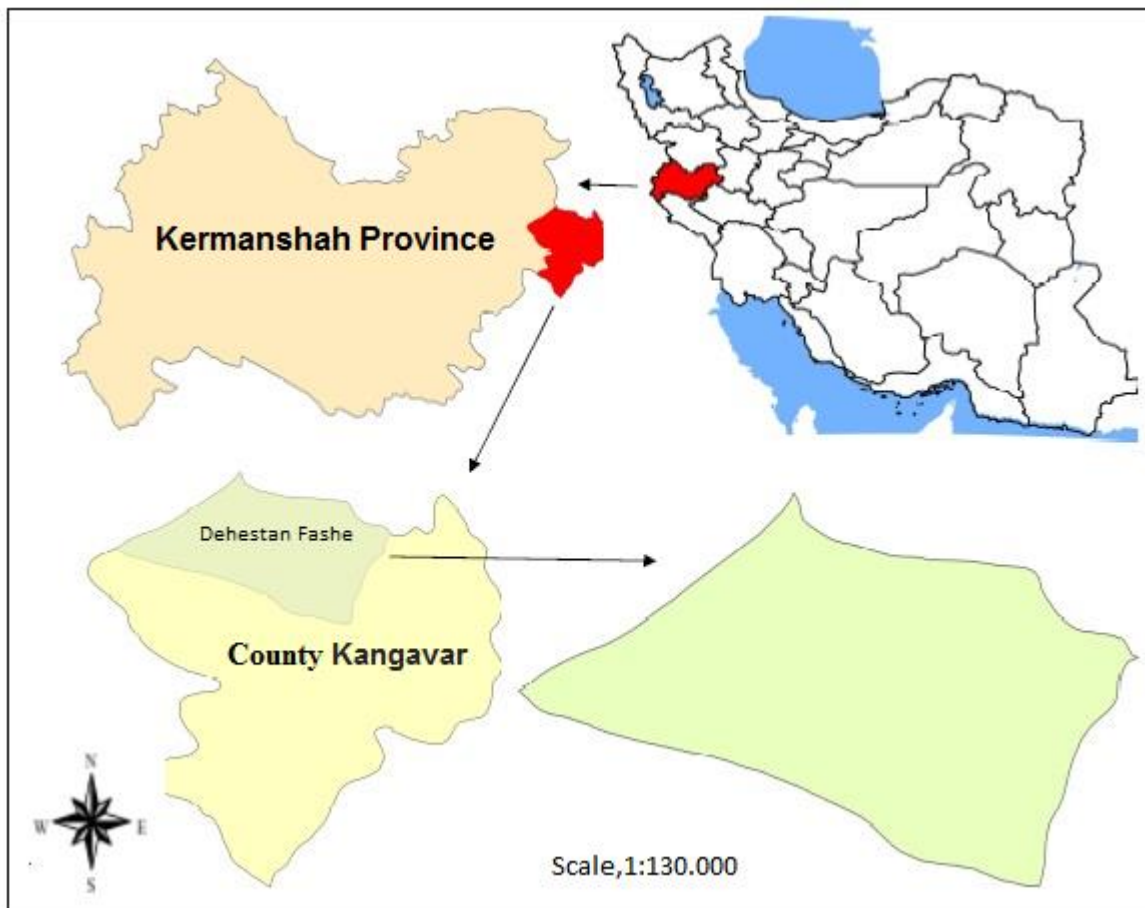 Kermanshah Province
Dehestan Fashe
County Kangavar
N
W E
S
Scale,1:130.000